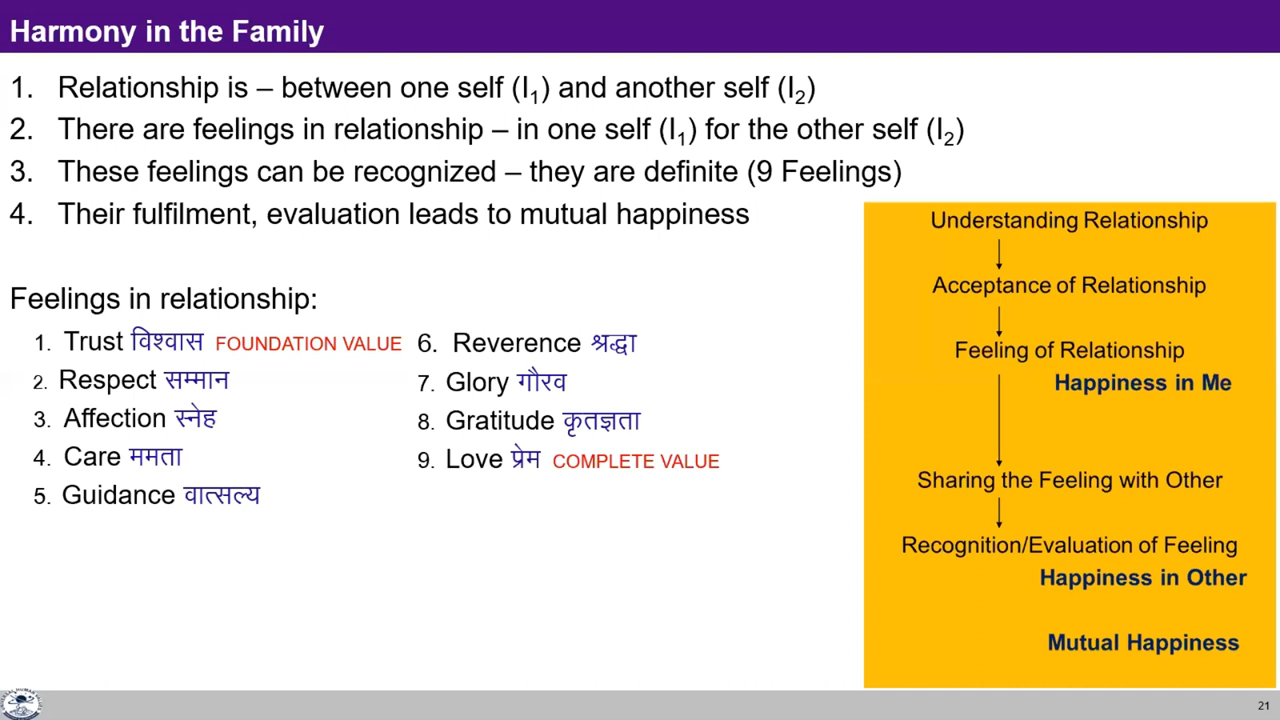 Harmony in the Family
1. Relationship is – between one self (I1) and another self (I2)
2. There are feelings in relationship – in one self (I1) for the other self (I2)
3. These feelings can be recognized – they are definite (9 Feelings)
4. Their fulfilment, evaluation leads to mutual happiness
Feelings in relationship:
1. Trust विश्वास FOUNDATION VALUE
2. Respect सम्मान
3. Affection स्नेह
4. Care ममता
5. Guidance वात्सल्य
6. Reverence श्रद्धा
7. Glory गौरव
8. Gratitude कृतज्ञता
9. Love प्रेम COMPLETE VALUE
Understanding Relationship
Acceptance of Relationship
Feeling of Relationship
Happiness in Me
Sharing the Feeling with Other
Recognition/Evaluation of Feeling
Happiness in Other
Mutual Happiness
21